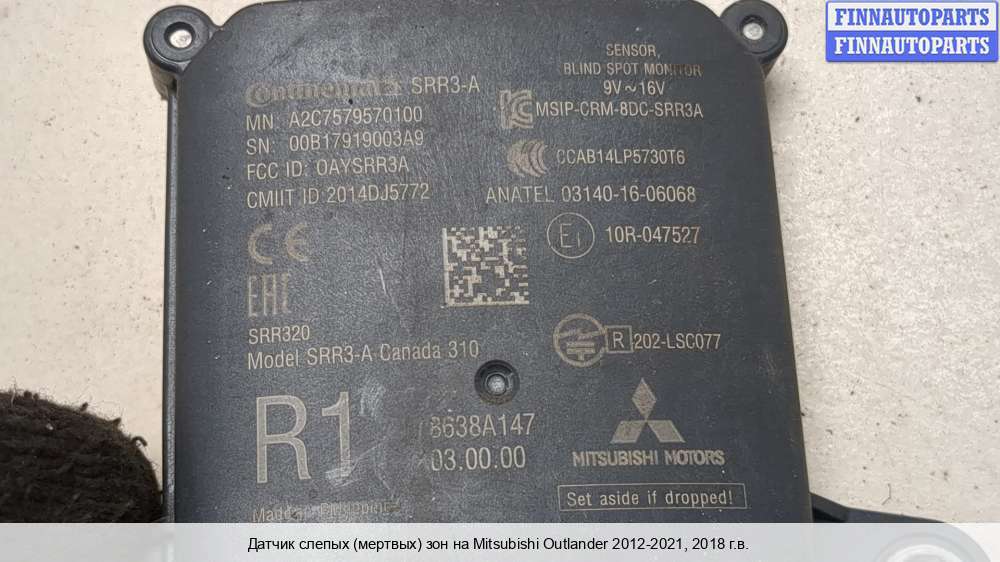 FINNAUTOPARTS
FINNAUTOPARTS
Continental SRR3-A
MN: A2C7579570100
SN: 00B17919003A9
FCC ID: OAYSRR3A
CMIIT ID:2014DJ5772
SENSOR,
BLIND SPOT MONITOR
9V~16V
MSIP-CRM-8DC-SRR3A
CCAB14LP5730T6
ANATEL 03140-16-06068
CE
E1 10R-047527
EAC
SRR320
Model SRR3-A Canada 310
R 202-LSC077
R1
8638A147
03.00.00
MITSUBISHI MOTORS
Set aside if dropped!
Made in Philippines
Датчик слепых (мертвых) зон на Mitsubishi Outlander 2012-2021, 2018 г.в.